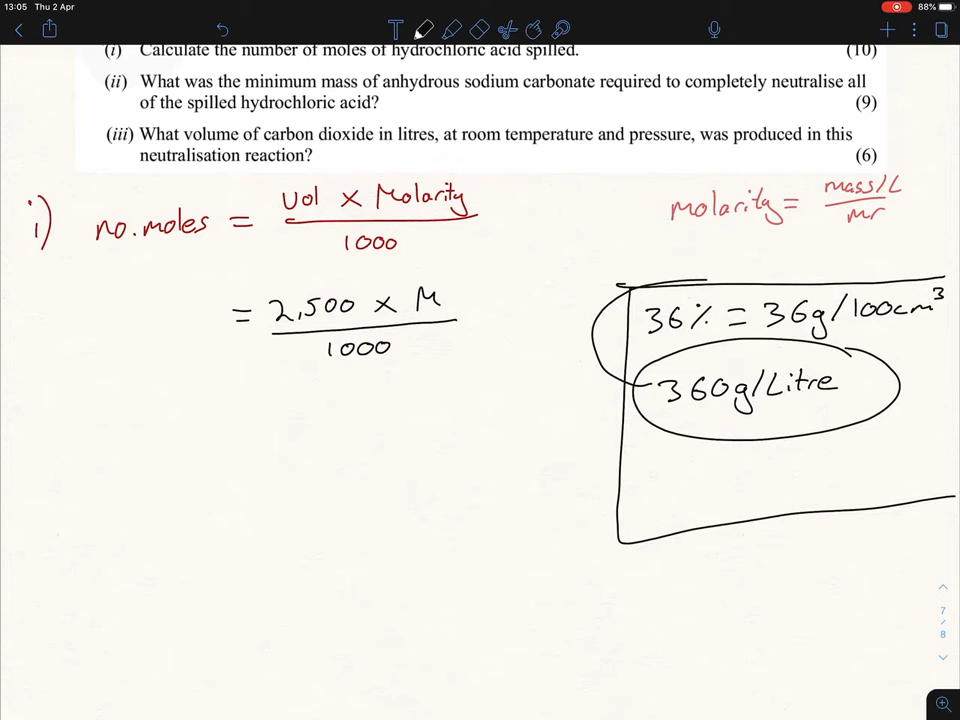 13:05 Thu 2 Apr
88%
(i) Calculate the number of moles of hydrochloric acid spilled. (10)
(ii) What was the minimum mass of anhydrous sodium carbonate required to completely neutralise all
of the spilled hydrochloric acid? (9)
(iii) What volume of carbon dioxide in litres, at room temperature and pressure, was produced in this
neutralisation reaction? (6)
i) no. moles = Vol x Molarity
1000
molarity = mass/L
mr
= 2,500 x M
1000
36% = 36g/100cm³
360g/Litre
7
/
8